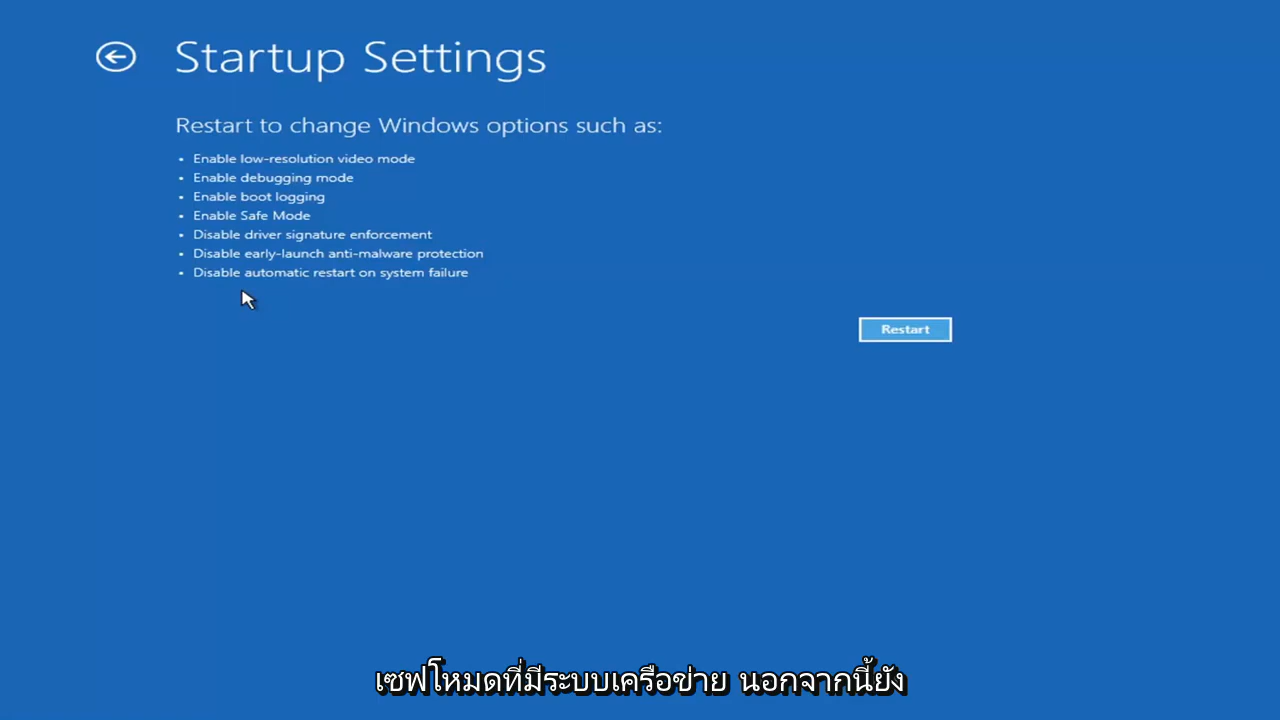 Startup Settings
Restart to change Windows options such as:
• Enable low-resolution video mode
• Enable debugging mode
• Enable boot logging
• Enable Safe Mode
• Disable driver signature enforcement
• Disable early-launch anti-malware protection
• Disable automatic restart on system failure
Restart
เซฟโหมดที่มีระบบเครือข่าย นอกจากนี้ยัง